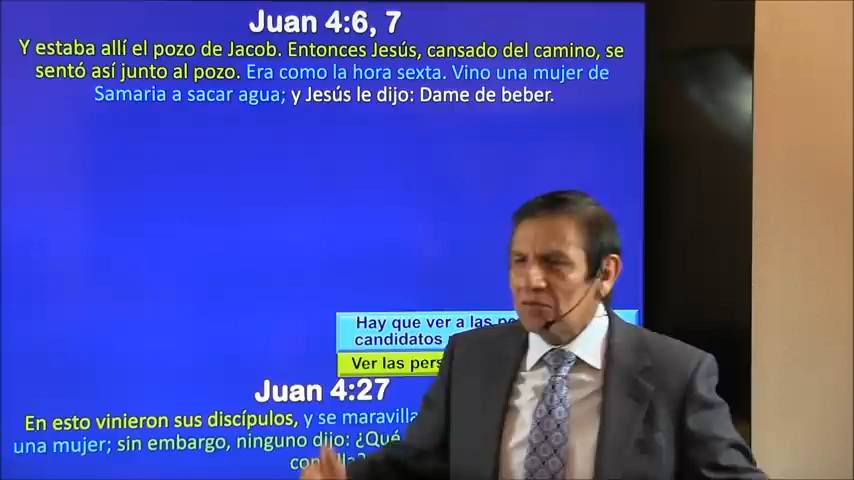 Juan 4:6, 7
Y estaba allí el pozo de Jacob. Entonces Jesús, cansado del camino, se
sentó así junto al pozo. Era como la hora sexta. Vino una mujer de
Samaria a sacar agua; y Jesús le dijo: Dame de beber.
Hay que ver a las
candidatos
Ver las
Juan 4:27
En esto vinieron sus discípulos, y se
una mujer; sin embargo, ninguno dijo: ¿Qué